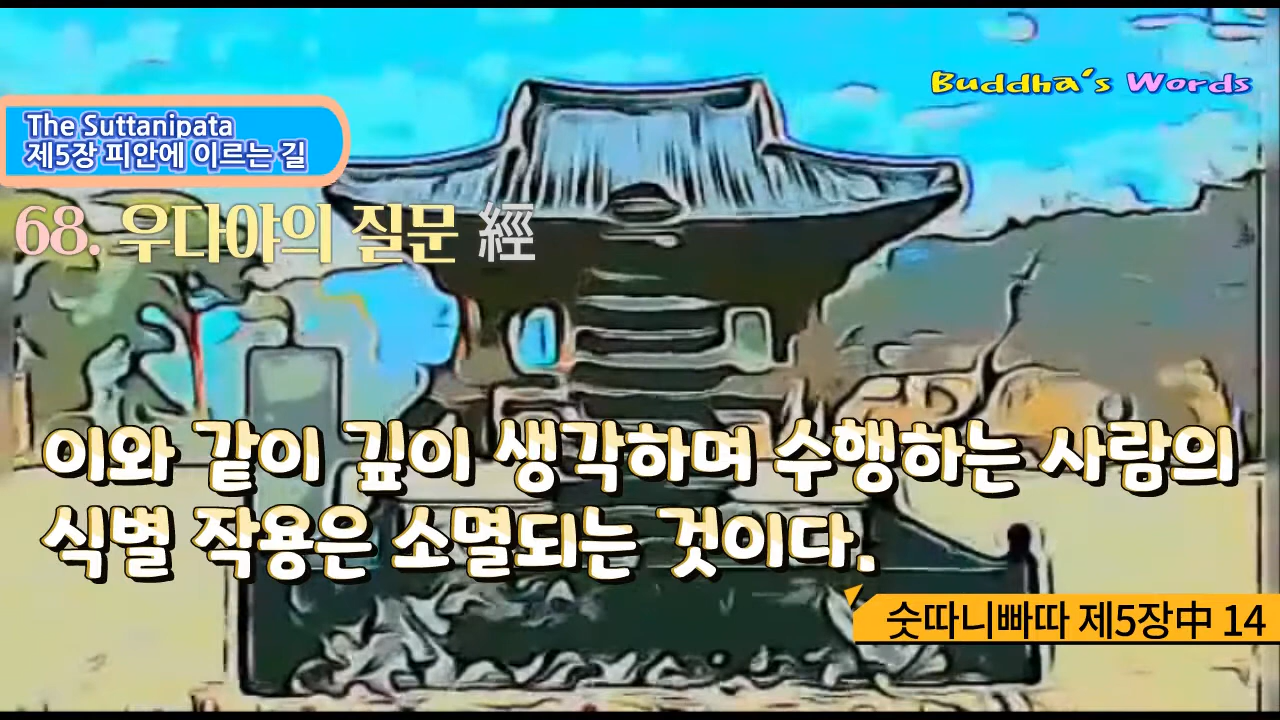 Buddha's Words
The Suttanipata
제5장 피안에 이르는 길
68. 우다야의 질문 經
이와 같이 깊이 생각하며 수행하는 사람의
식별 작용은 소멸되는 것이다.
숫따니빠따 제5장中 14